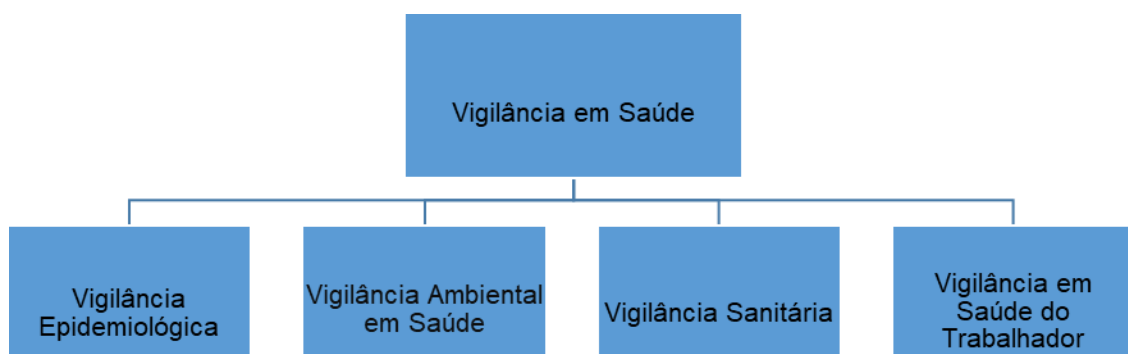 Vigilância em Saúde
Vigilância
Epidemiológica
Vigilância Ambiental
em Saúde
Vigilância Sanitária
Vigilância em
Saúde do
Trabalhador